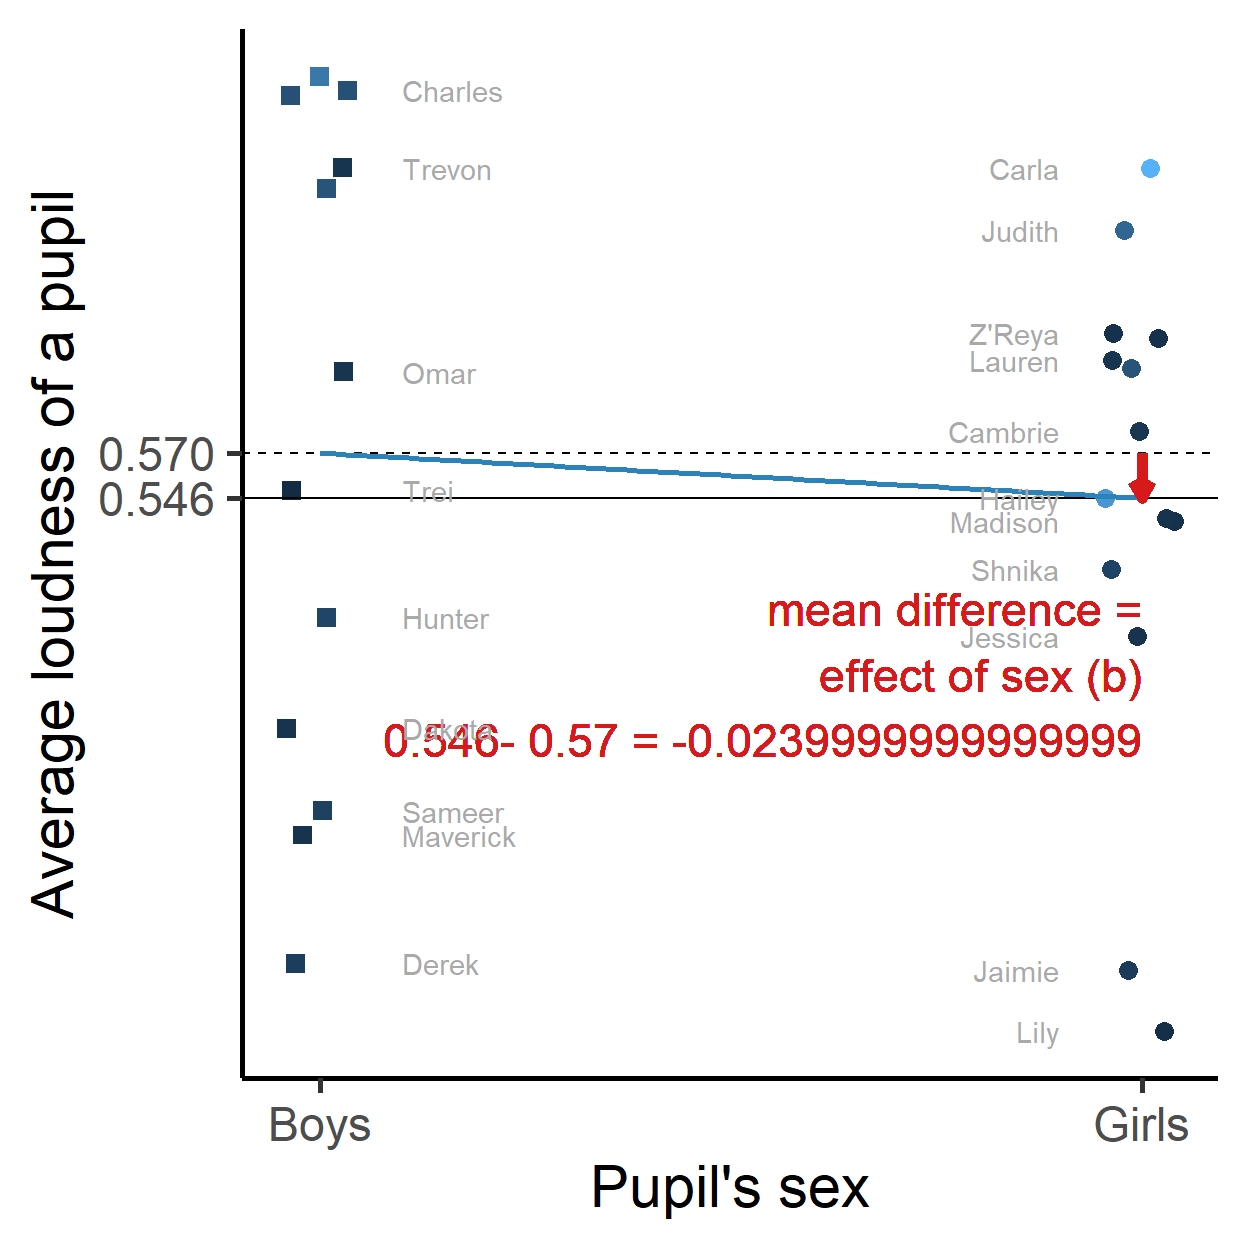 Average loudness of a pupil
Charles
Trevon
Carla
Judith
Z'Reya
Lauren
Omar
Cambrie
0.570
Trei
0.546
Hailey
Madison
Shnika
mean difference =
Hunter
Jessica
effect of sex (b)
Dakota
0.546- 0.57 = -0.0239999999999999
Sameer
Maverick
Derek
Jaimie
Lily
Boys
Girls
Pupil's sex